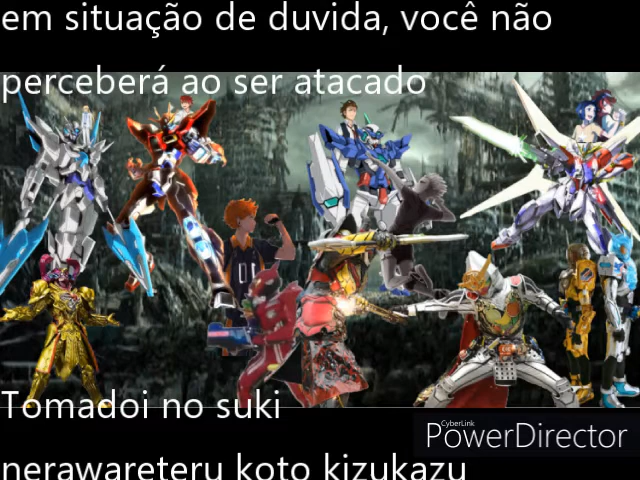 em situação de duvida, você não
perceberá ao ser atacado
Tomadoi no suki
CyberLink
PowerDirector
nerawareteru koto kizukazu